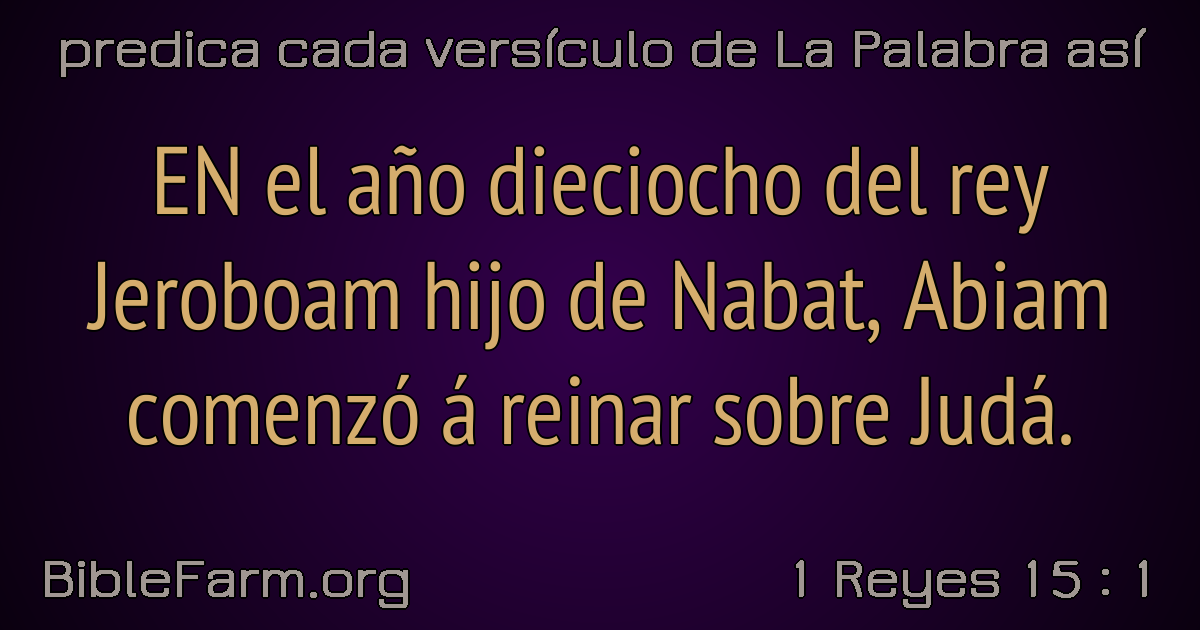 predica cada versículo de La Palabra así
EN el año dieciocho del rey
Jeroboam hijo de Nabat, Abiam
comenzó á reinar sobre Judá.
BibleFarm.org
1 Reyes 15 : 1